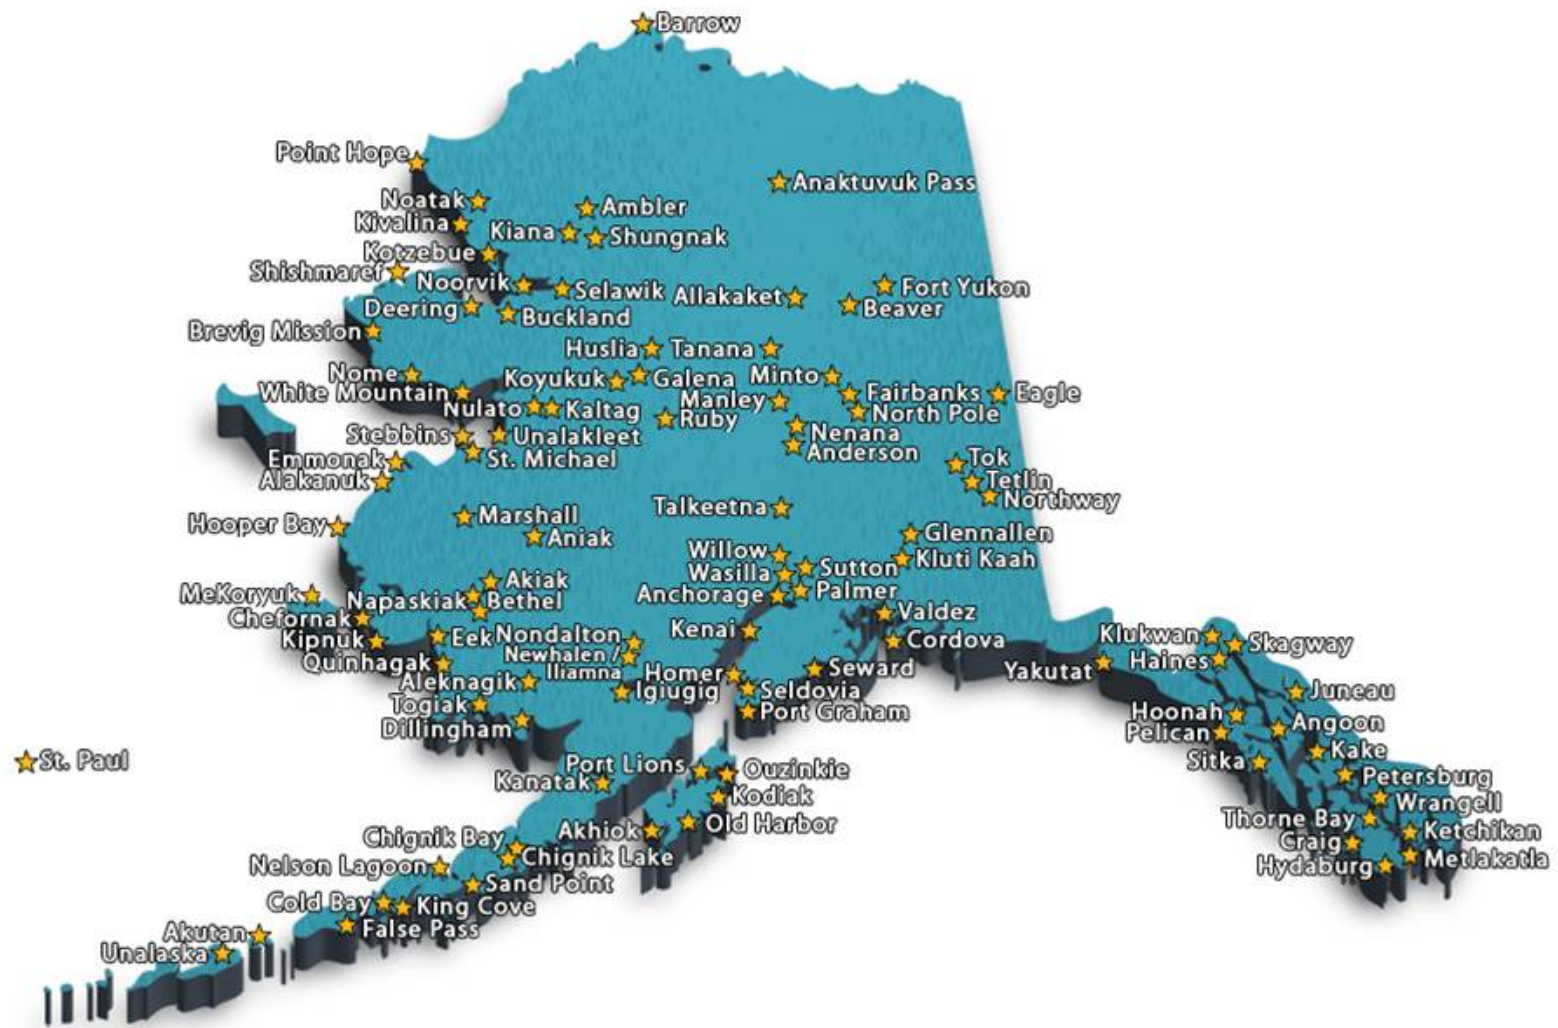 Barrow
Point Hope
Anaktuvuk Pass
Noatak
Ambler
Kivalina
Kiana
Shungnak
Kotzebue
Shishmaref
Noorvik
Selawik
Allakaket
Fort Yukon
Deering
Buckland
Beaver
Brevig Mission
Huslia
Tanana
Nome
Koyukuk
Galena
Minto
White Mountain
Fairbanks
Eagle
Manley
Nulato
Kaltag
Ruby
North Pole
Stebbins
Unalakleet
Nenana
St. Michael
Anderson
Emmonak
Tok
Alakanuk
Tetlin
Northway
Talkeetna
Marshall
Hooper Bay
Aniak
Glennallen
Willow
Kluti Kaah
Wasilla
Sutton
Akiak
MeKoryuk
Napaskiak
Bethel
Anchorage
Palmer
Chefornak
Valdez
Kipnuk
Eek
Nondalton
Kenai
Cordova
Klukwan
Skagway
Quinhagak
Newhalen /
Iliamna
Homer
Seward
Yakutat
Haines
Aleknagik
Igiugig
Seldovia
Juneau
Togiak
Port Graham
Hoonah
Angoon
Dillingham
Pelican
Kake
St. Paul
Port Lions
Ouzinkie
Sitka
Petersburg
Kanatak
Kodiak
Wrangell
Akhiok
Old Harbor
Thorne Bay
Ketchikan
Chignik Bay
Craig
Chignik Lake
Metlakatla
Nelson Lagoon
Hydaburg
Sand Point
Cold Bay
King Cove
Akutan
False Pass
Unalaska